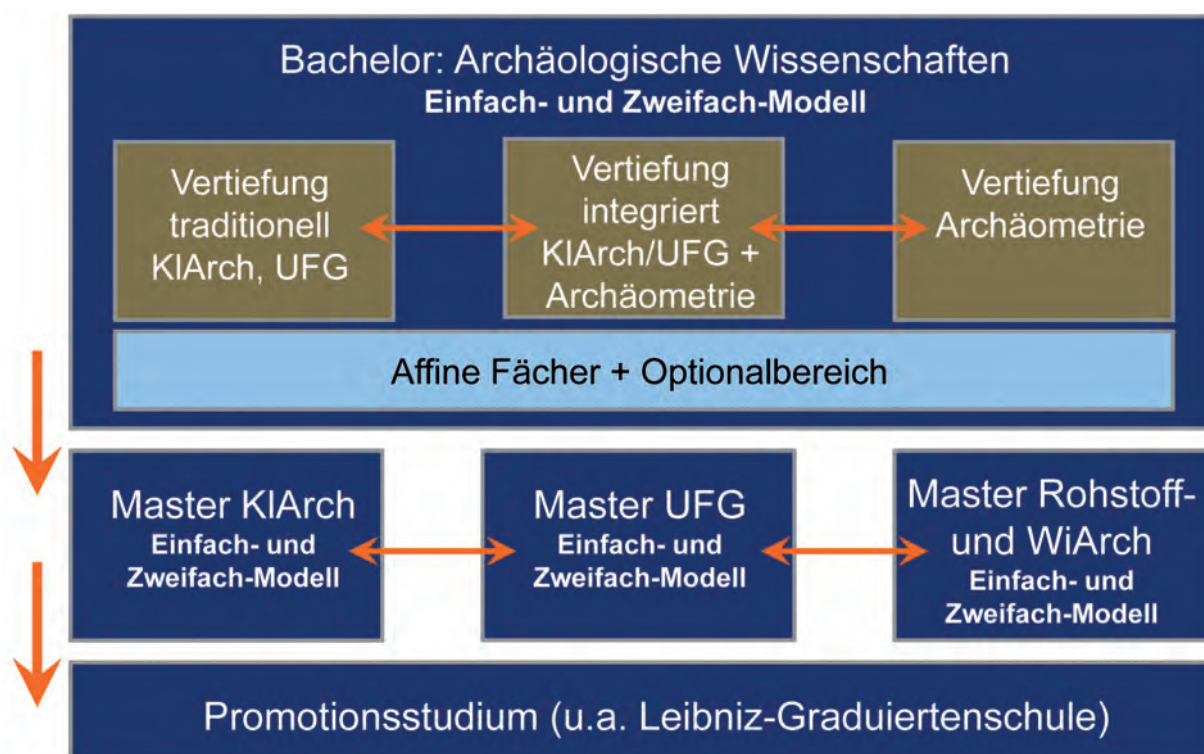 Bachelor: Archäologische Wissenschaften
Einfach- und Zweifach-Modell
Vertiefung
traditionell
KlArch, UFG
Vertiefung
integriert
KlArch/UFG +
Archäometrie
Vertiefung
Archäometrie
Affine Fächer + Optionalbereich
Master KlArch
Einfach- und
Zweifach-Modell
Master UFG
Einfach- und
Zweifach-Modell
Master Rohstoff-
und WiArch
Einfach- und
Zweifach-Modell
Promotionsstudium (u.a. Leibniz-Graduiertenschule)